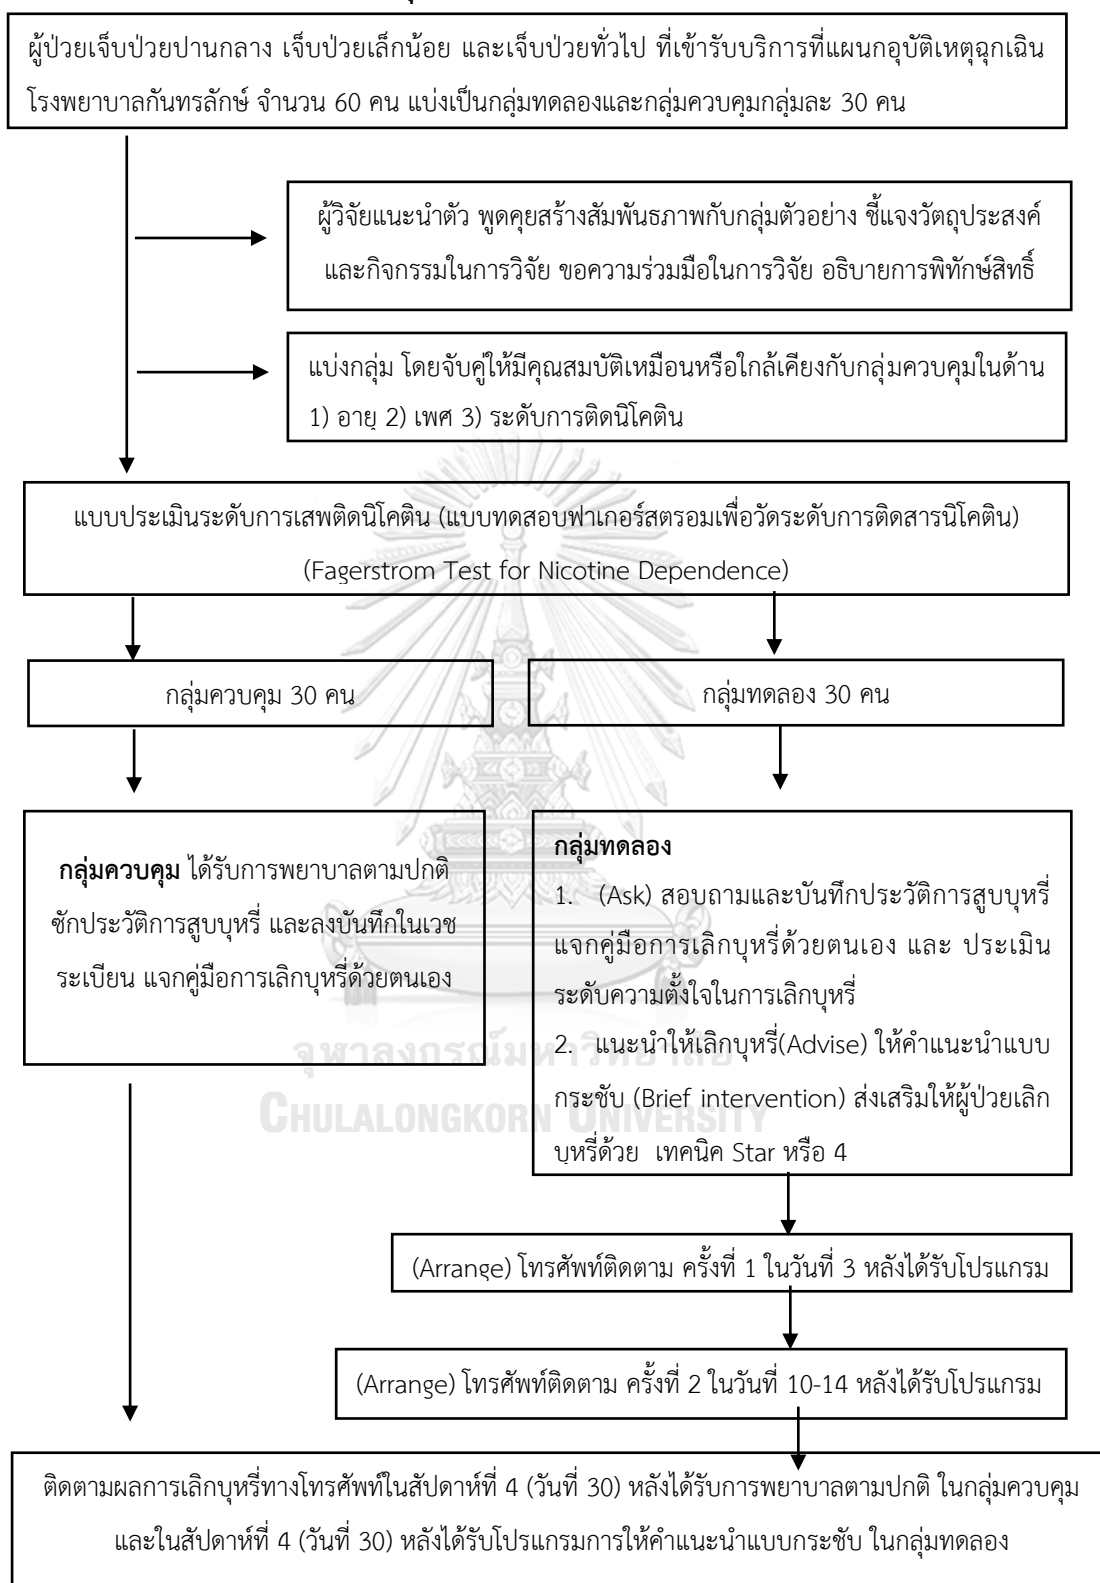 ผู้ป่วยเจ็บป่วยปานกลาง เจ็บป่วยเล็กน้อย และเจ็บป่วยทั่วไป ที่เข้ารับบริการที่แผนกอุบัติเหตุฉุกเฉิน
โรงพยาบาลกันทรลักษ์ จำนวน 60 คน แบ่งเป็นกลุ่มทดลองและกลุ่มควบคุมกลุ่มละ 30 คน
ผู้วิจัยแนะนำตัว พูดคุยสร้างสัมพันธภาพกับกลุ่มตัวอย่าง ชี้แจงวัตถุประสงค์
และกิจกรรมในการวิจัย ขอความร่วมมือในการวิจัย อธิบายการพิทักษ์สิทธิ์
แบ่งกลุ่ม โดยจับคู่ให้มีคุณสมบัติเหมือนหรือใกล้เคียงกับกลุ่มควบคุมในด้าน
1) อายุ 2) เพศ 3) ระดับการติดนิโคติน
แบบประเมินระดับการเสพติดนิโคติน (แบบทดสอบฟาเกอร์สตรอมเพื่อวัดระดับการติดสารนิโคติน)
(Fagerstrom Test for Nicotine Dependence)
กลุ่มควบคุม 30 คน
กลุ่มทดลอง 30 คน
กลุ่มควบคุม ได้รับการพยาบาลตามปกติ
ซักประวัติการสูบบุหรี่ และลงบันทึกในเวช
ระเบียน แจกคู่มือการเลิกบุหรี่ด้วยตนเอง
กลุ่มทดลอง
1. (Ask) สอบถามและบันทึกประวัติการสูบบุหรี่
แจกคู่มือการเลิกบุหรี่ด้วยตนเอง และ ประเมิน
ระดับความตั้งใจในการเลิกบุหรี่
2. แนะนำให้เลิกบุหรี่(Advise) ให้คำแนะนำแบบ
กระชับ (Brief intervention) ส่งเสริมให้ผู้ป่วยเลิก
บุหรี่ด้วย เทคนิค Star หรือ 4
จุฬาลงกรณ์มหาวิทยาลัย
CHULALONGKORN UNIVERSITY
(Arrange) โทรศัพท์ติดตาม ครั้งที่ 1 ในวันที่ 3 หลังได้รับโปรแกรม
(Arrange) โทรศัพท์ติดตาม ครั้งที่ 2 ในวันที่ 10-14 หลังได้รับโปรแกรม
ติดตามผลการเลิกบุหรี่ทางโทรศัพท์ในสัปดาห์ที่ 4 (วันที่ 30) หลังได้รับการพยาบาลตามปกติ ในกลุ่มควบคุม
และในสัปดาห์ที่ 4 (วันที่ 30) หลังได้รับโปรแกรมการให้คำแนะนำแบบกระชับ ในกลุ่มทดลอง